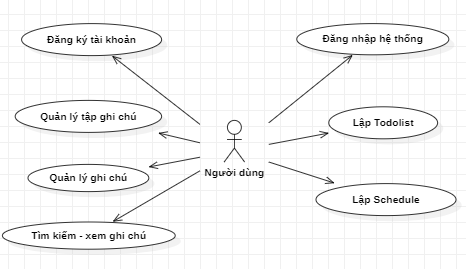 Đăng ký tài khoản
Đăng nhập hệ thống
Quản lý tập ghi chú
Lập Todolist
Người dùng
Quản lý ghi chú
Lập Schedule
Tìm kiếm - xem ghi chú